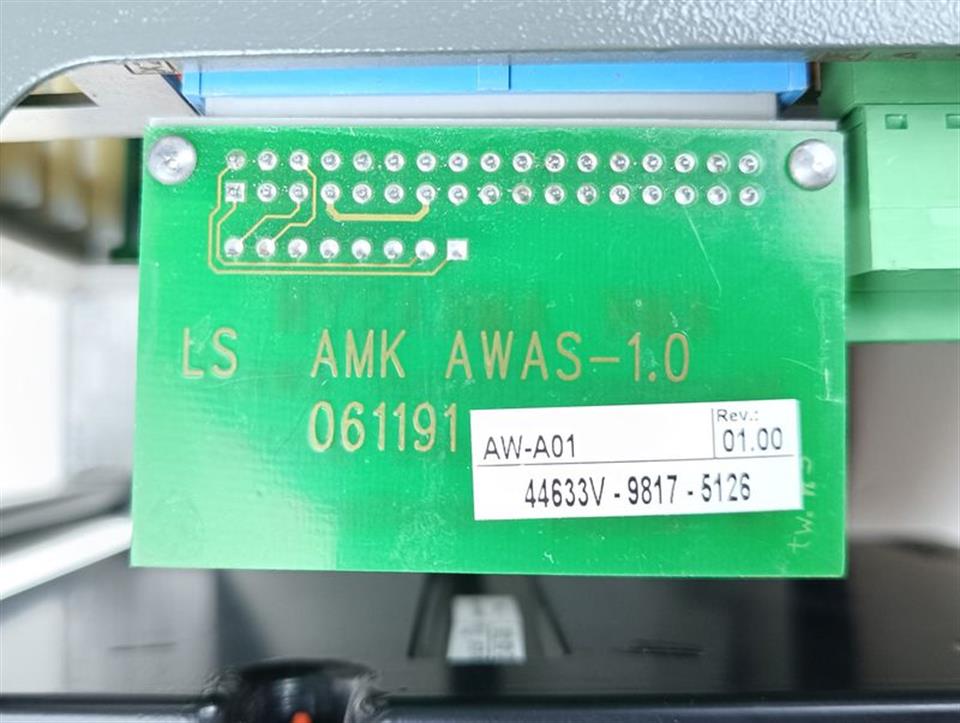 LS AMK AWAS-1.0
061191
AW-A01
Rev.:
01.00
44633V - 9817 - 5126